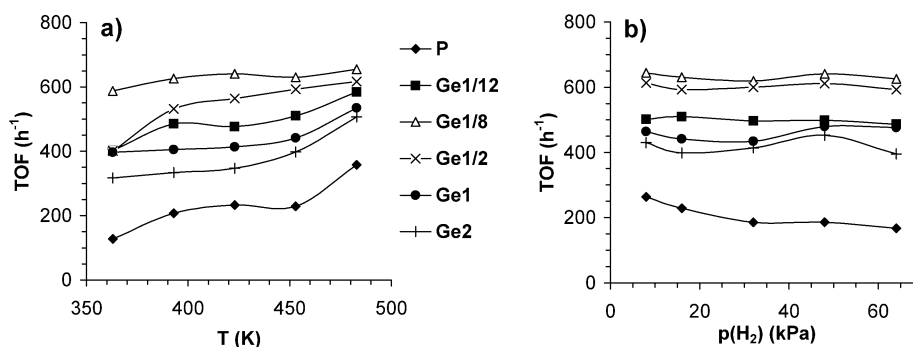 a)
800
600
400
200
0
TOF (h⁻¹)
350
400
450
500
T (K)
P
Ge1/12
Ge1/8
Ge1/2
Ge1
Ge2
b)
800
600
400
200
0
TOF (h⁻¹)
0
20
40
60
p(H₂) (kPa)